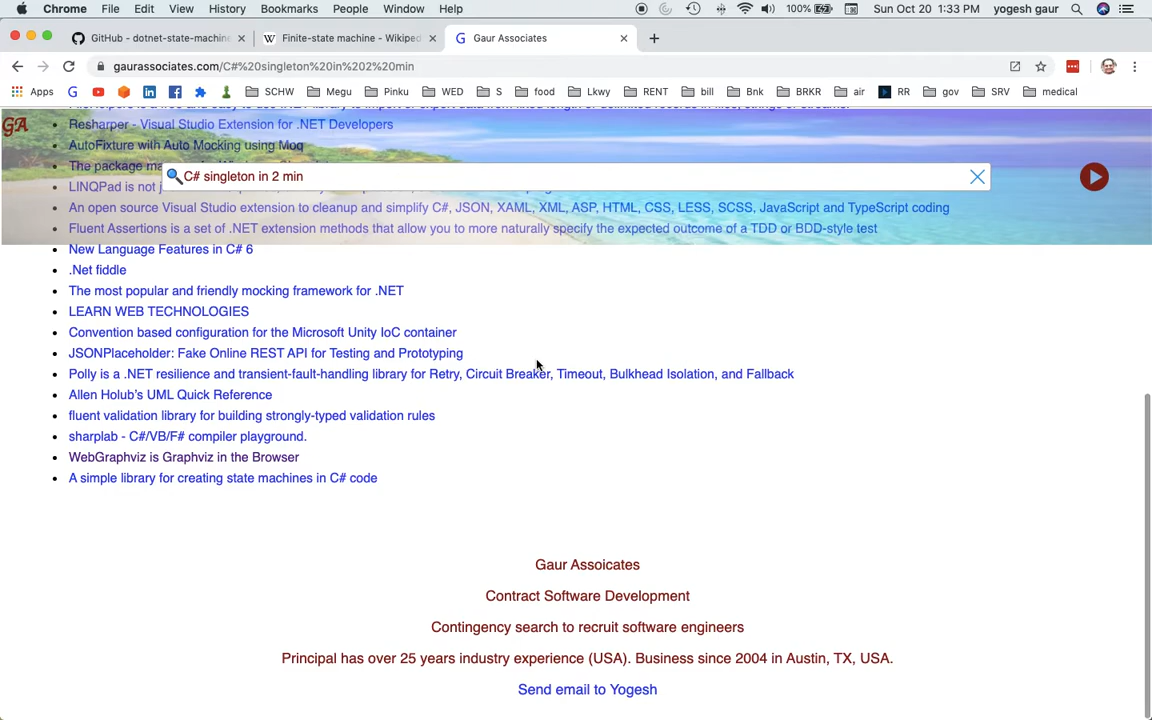 Chrome File Edit View History Bookmarks People Window Help 100% Sun Oct 20 1:33 PM yogesh gaur
GitHub - dotnet-state-machine Finite-state machine - Wikiped Gaur Associates
gaurassociates.com/C#%20singleton%20in%202%20min
Apps SCHW Megu Pinku WED S food Lkwy RENT bill Bnk BRKR air RR gov SRV medical
GA
Resharper - Visual Studio Extension for .NET Developers
AutoFixture with Auto Mocking using Moq
The package ma
C# singleton in 2 min
LINQPad is not j
An open source Visual Studio extension to cleanup and simplify C#, JSON, XAML, XML, ASP, HTML, CSS, LESS, SCSS, JavaScript and TypeScript coding
Fluent Assertions is a set of .NET extension methods that allow you to more naturally specify the expected outcome of a TDD or BDD-style test
New Language Features in C# 6
.Net fiddle
The most popular and friendly mocking framework for .NET
LEARN WEB TECHNOLOGIES
Convention based configuration for the Microsoft Unity IoC container
JSONPlaceholder: Fake Online REST API for Testing and Prototyping
Polly is a .NET resilience and transient-fault-handling library for Retry, Circuit Breaker, Timeout, Bulkhead Isolation, and Fallback
Allen Holub's UML Quick Reference
fluent validation library for building strongly-typed validation rules
sharplab - C#/VB/F# compiler playground.
WebGraphviz is Graphviz in the Browser
A simple library for creating state machines in C# code
Gaur Assoicates
Contract Software Development
Contingency search to recruit software engineers
Principal has over 25 years industry experience (USA). Business since 2004 in Austin, TX, USA.
Send email to Yogesh